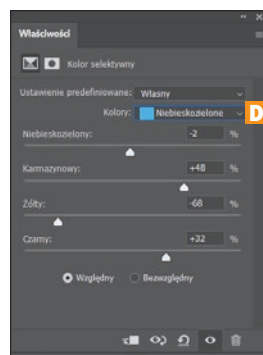 Właściwości
Kolor selektywny
Ustawienie predefiniowane: Własny
Kolory: Niebieskozielone D
Niebieskozielony: -2 %
Karmazynowy: +48 %
Żółty: -68 %
Czarny: +32 %
Względny Bezwzględny